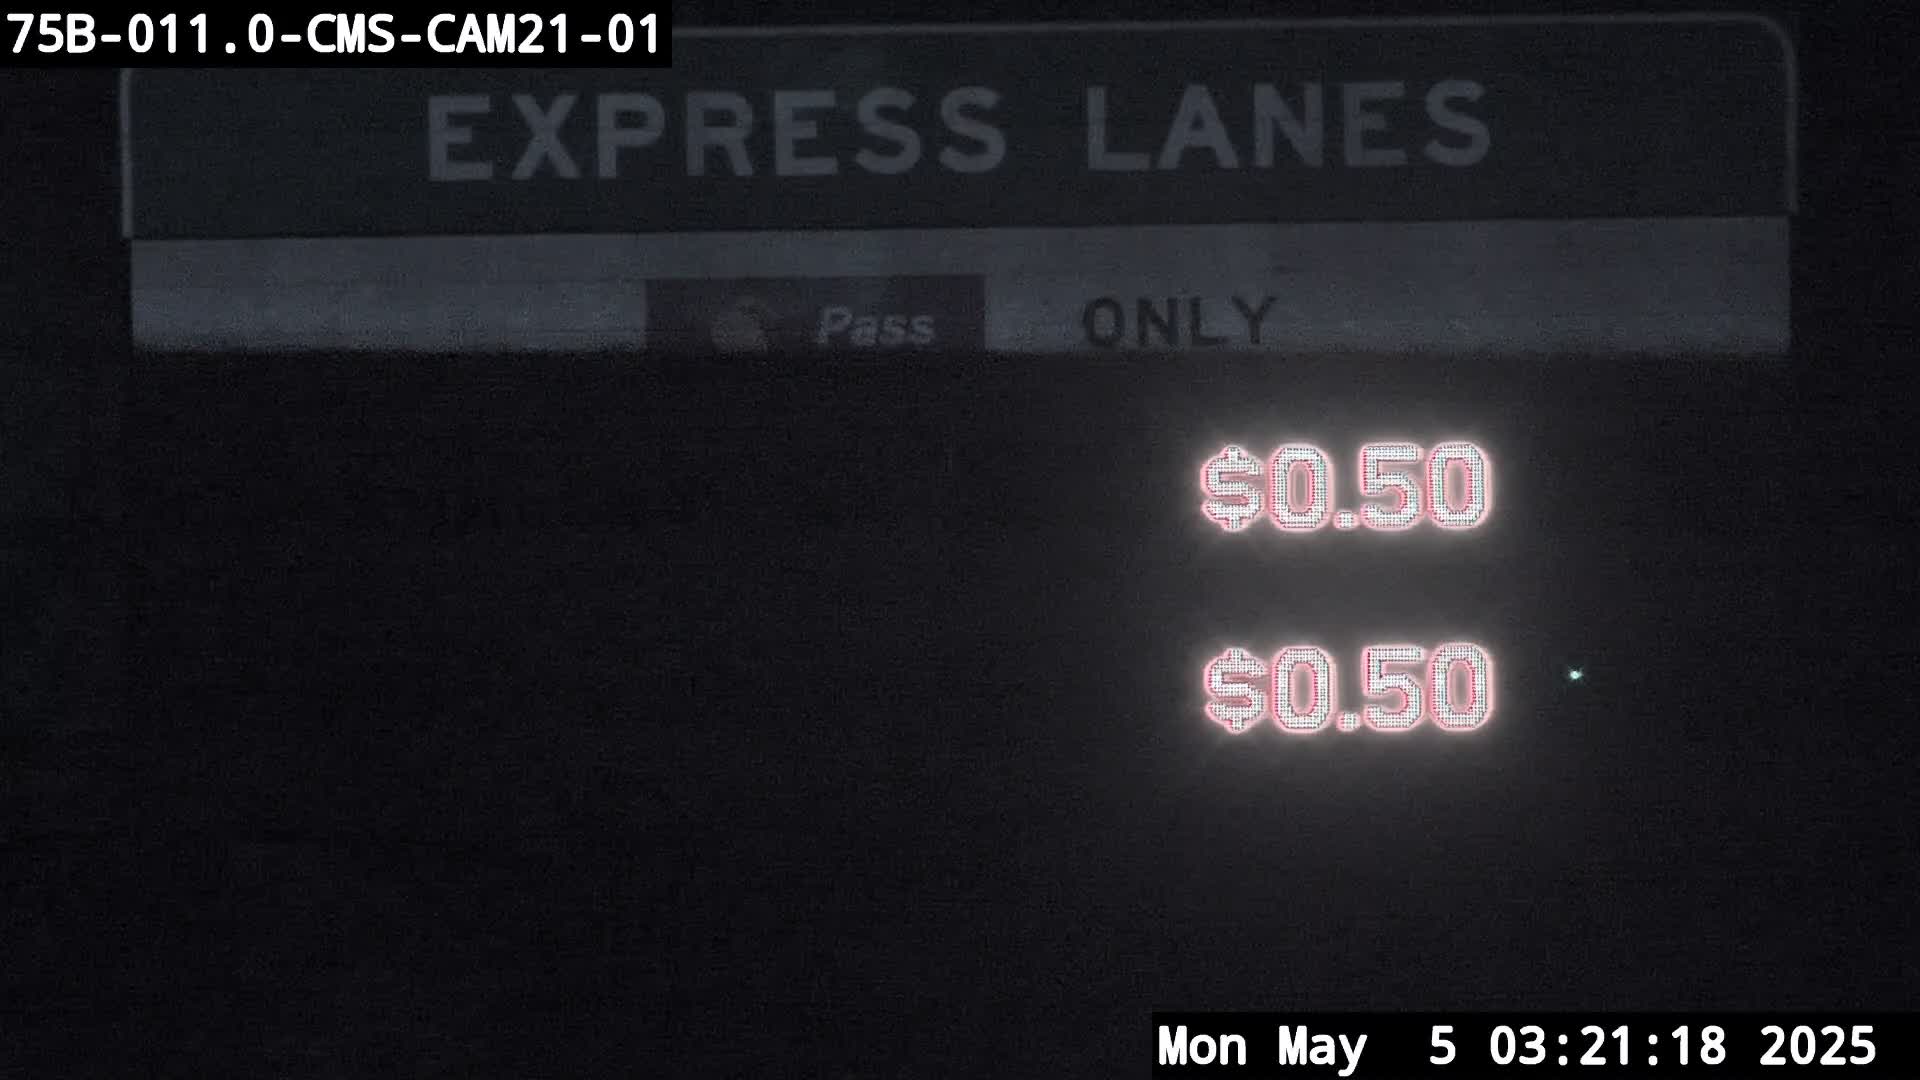 75B-011.0-CMS-CAM21-01
EXPRESS LANES
Pass ONLY
$0.50
$0.50
Mon May 5 03:21:18 2025